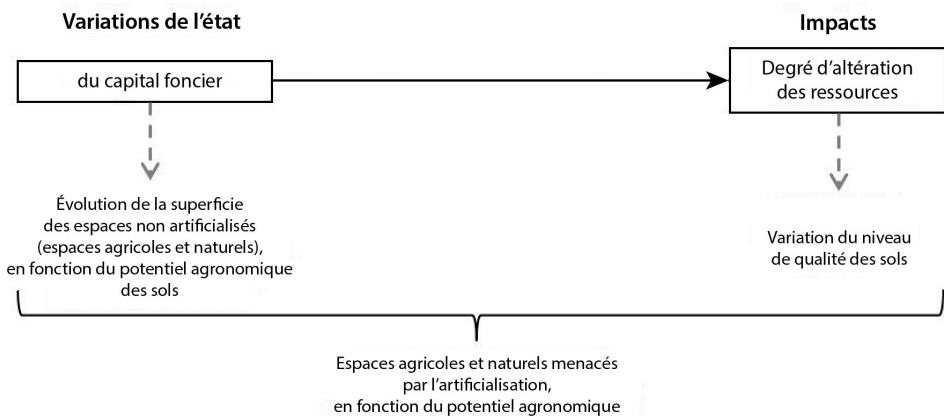 Variations de l'état
Impacts
du capital foncier
Degré d'altération
des ressources
Évolution de la superficie
des espaces non artificialisés
(espaces agricoles et naturels),
en fonction du potentiel agronomique
des sols
Variation du niveau
de qualité des sols
Espaces agricoles et naturels menacés
par l'artificialisation,
en fonction du potentiel agronomique